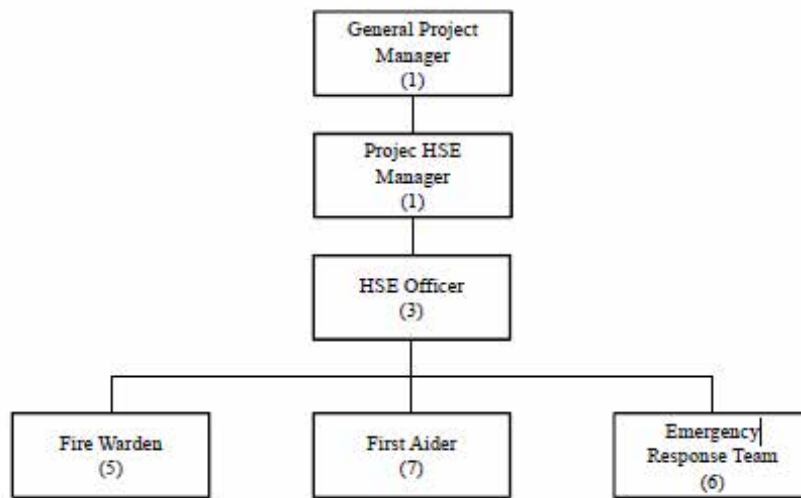 General Project
Manager
(1)
Projec HSE
Manager
(1)
HSE Officer
(3)
Fire Warden
(5)
First Aider
(7)
Emergency
Response Team
(6)